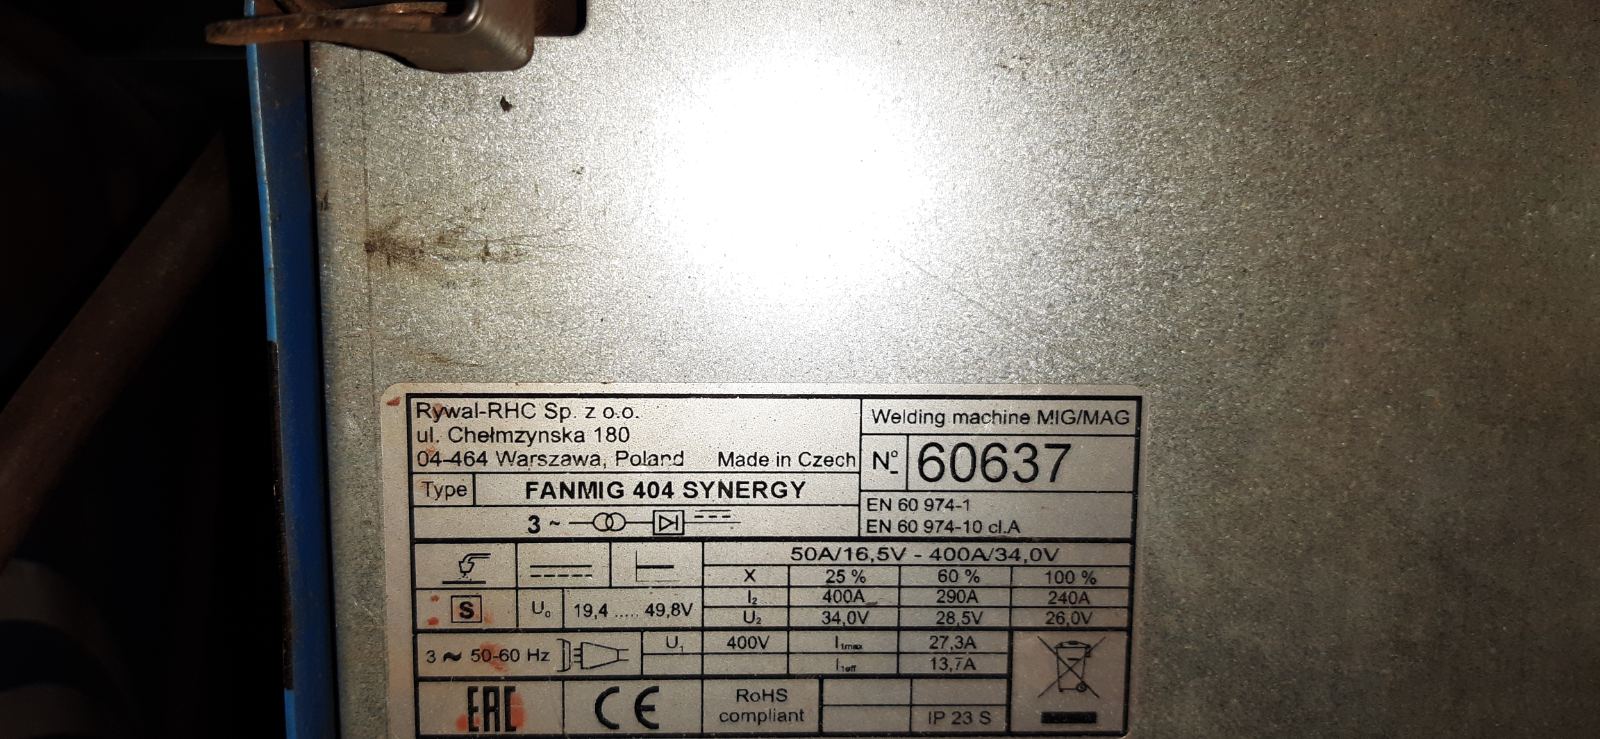 Rywal-RHC Sp. z o.o.
ul. Chełmzynska 180
04-464 Warszawa, Poland Made in Czech
Welding machine MIG/MAG
Nº 60637
Type FANMIG 404 SYNERGY
EN 60 974-1
EN 60 974-10 cl.A
3 ~
50A/16,5V - 400A/34,0V
X 25 % 60 % 100 %
S U₀ 19,4 ..... 49,8V
I₂ 400A 290A 240A
U₂ 34,0V 28,5V 26,0V
3 ~ 50-60 Hz
U₁ 400V I₁max 27,3A
I₁eff 13,7A
EAC CE RoHS
compliant
IP 23 S